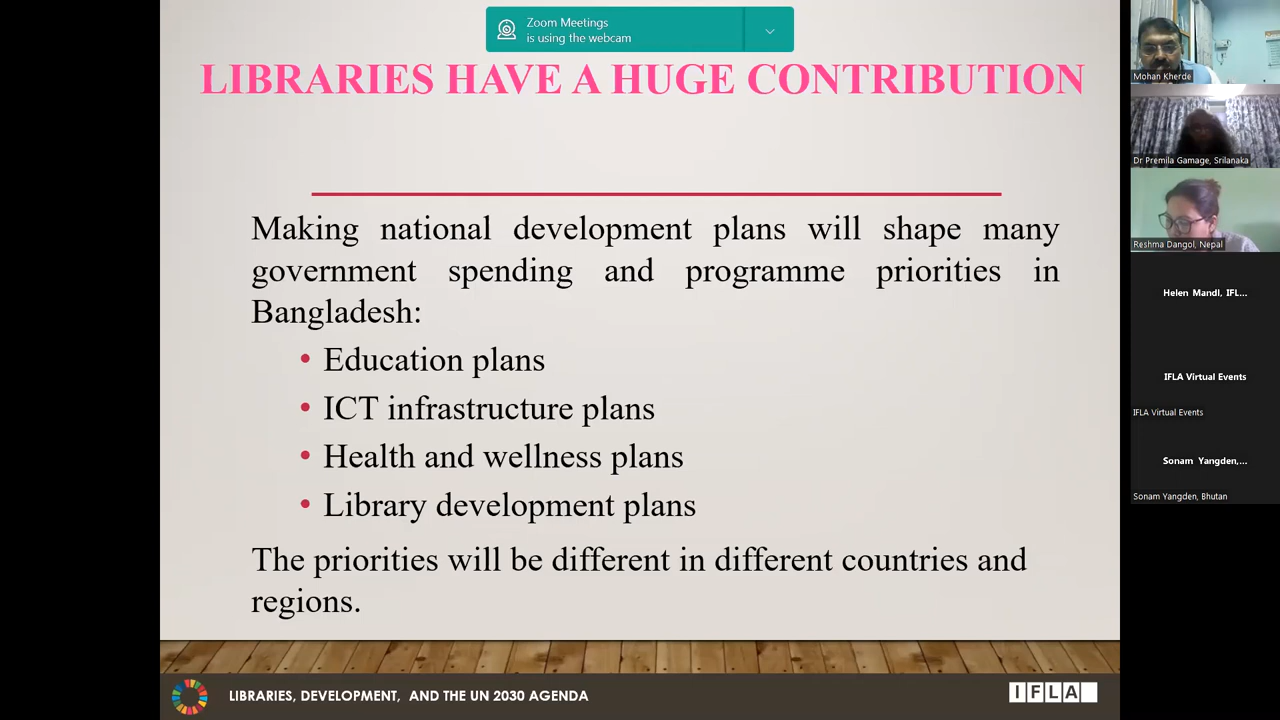 Zoom Meetings
is using the webcam
LIBRARIES HAVE A HUGE CONTRIBUTION
Making national development plans will shape many
government spending and programme priorities in
Bangladesh:
• Education plans
• ICT infrastructure plans
• Health and wellness plans
• Library development plans
The priorities will be different in different countries and
regions.
LIBRARIES, DEVELOPMENT, AND THE UN 2030 AGENDA
IFLA
Mohan Kherde
Dr Premila Gamage, Srilanaka
Reshma Dangol, Nepal
Helen Mandl, IFL...
IFLA Virtual Events
IFLA Virtual Events
Sonam Yangden,...
Sonam Yangden, Bhutan